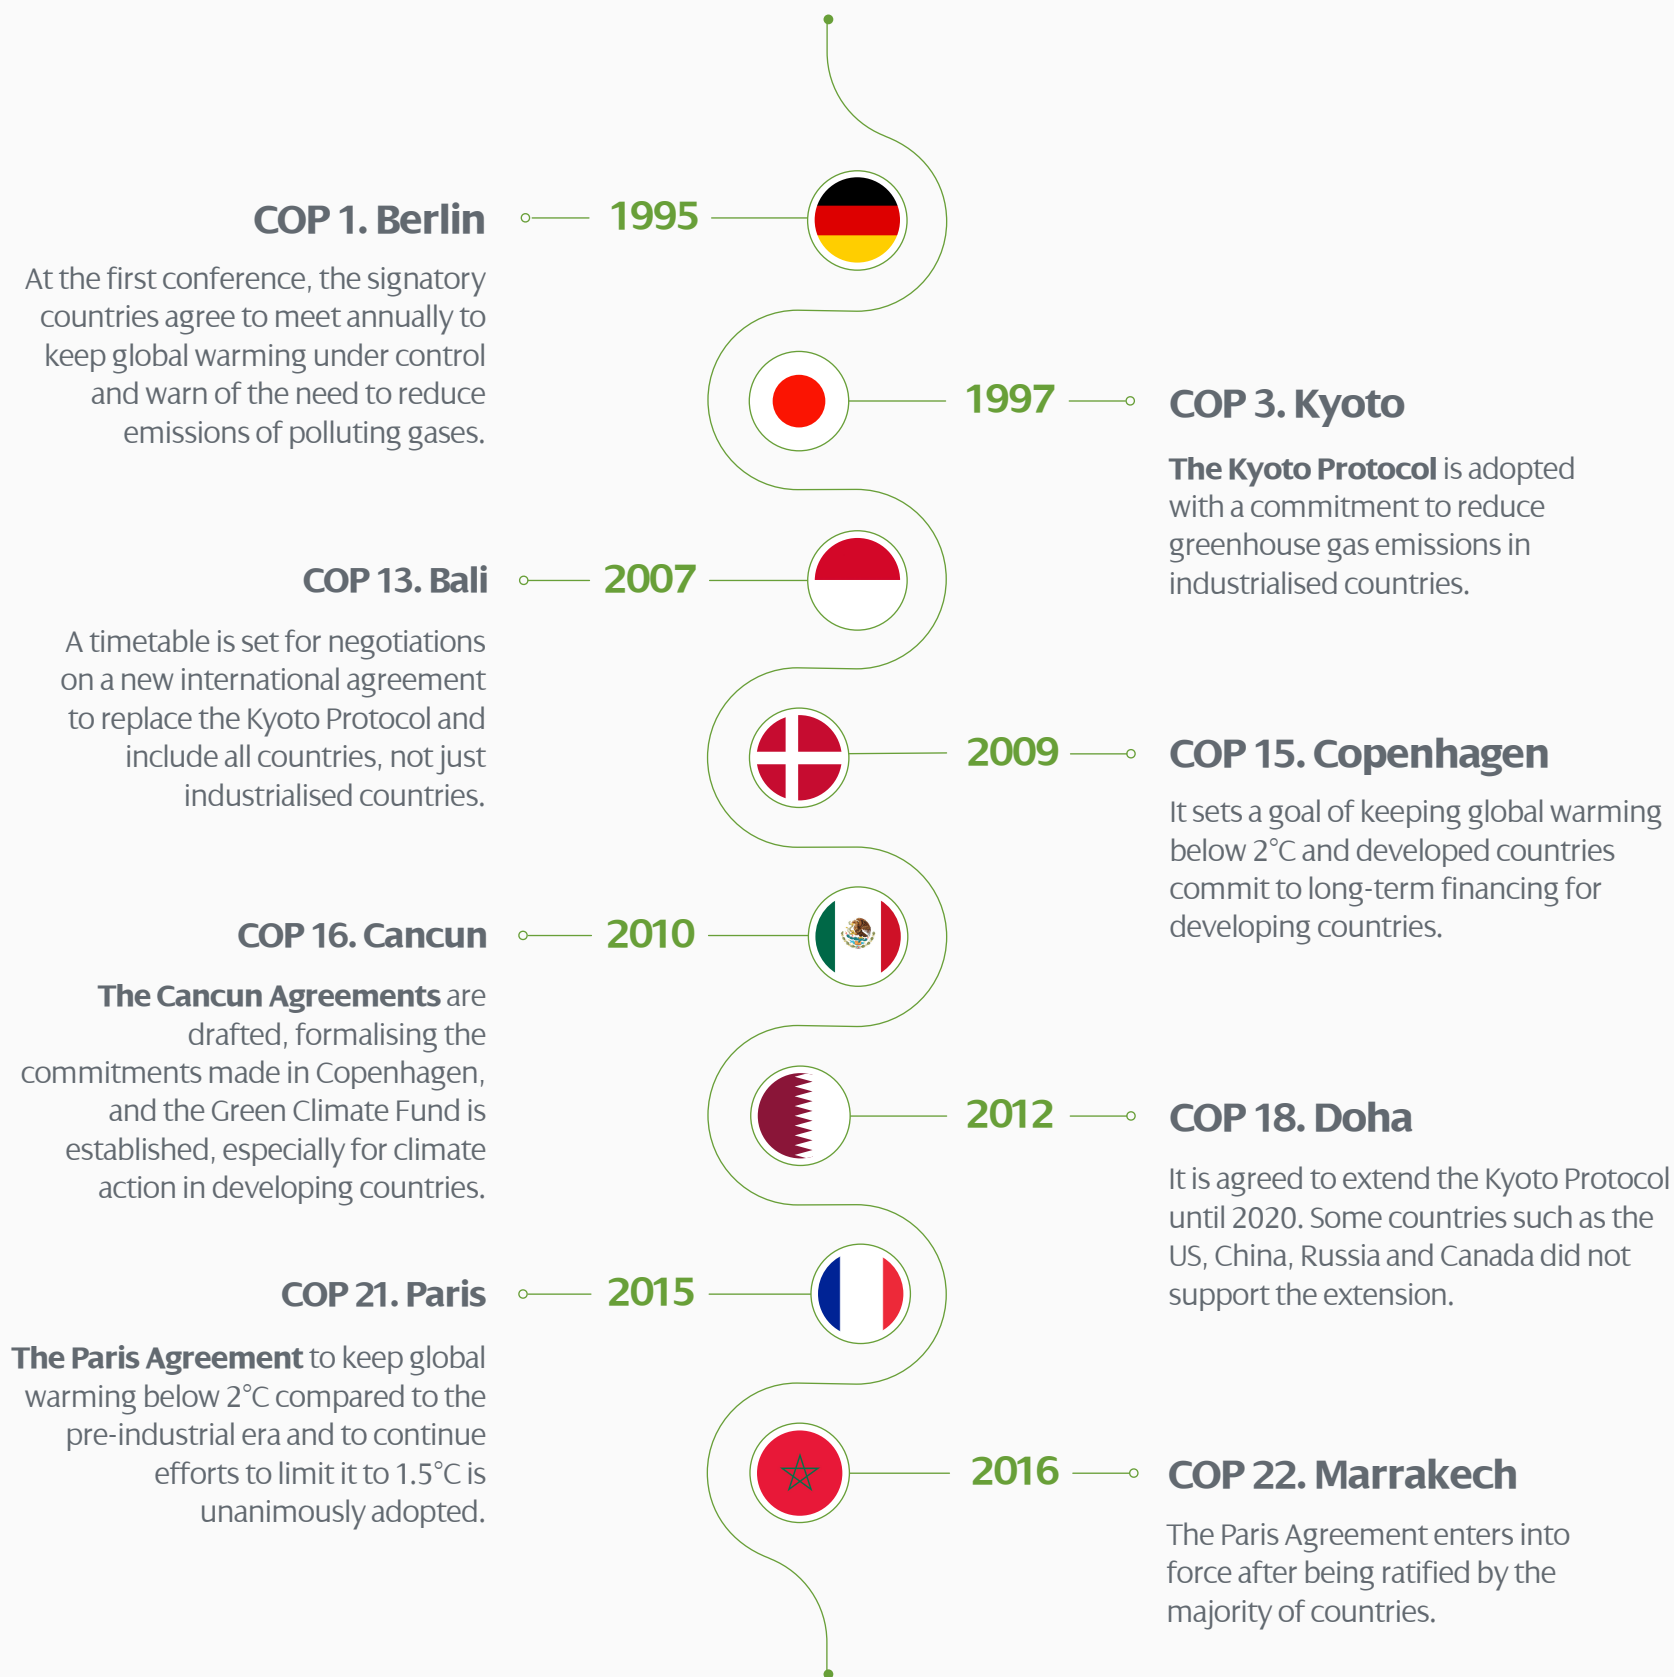 COP 1. Berlin
1995
At the first conference, the signatory
countries agree to meet annually to
keep global warming under control
and warn of the need to reduce
emissions of polluting gases.
1997
COP 3. Kyoto
The Kyoto Protocol is adopted
with a commitment to reduce
greenhouse gas emissions in
industrialised countries.
COP 13. Bali
2007
A timetable is set for negotiations
on a new international agreement
to replace the Kyoto Protocol and
include all countries, not just
industrialised countries.
2009
COP 15. Copenhagen
It sets a goal of keeping global warming
below 2°C and developed countries
commit to long-term financing for
developing countries.
COP 16. Cancun
2010
The Cancun Agreements are
drafted, formalising the
commitments made in Copenhagen,
and the Green Climate Fund is
established, especially for climate
action in developing countries.
2012
COP 18. Doha
It is agreed to extend the Kyoto Protocol
until 2020. Some countries such as the
US, China, Russia and Canada did not
support the extension.
COP 21. Paris
2015
The Paris Agreement to keep global
warming below 2°C compared to the
pre-industrial era and to continue
efforts to limit it to 1.5°C is
unanimously adopted.
2016
COP 22. Marrakech
The Paris Agreement enters into
force after being ratified by the
majority of countries.